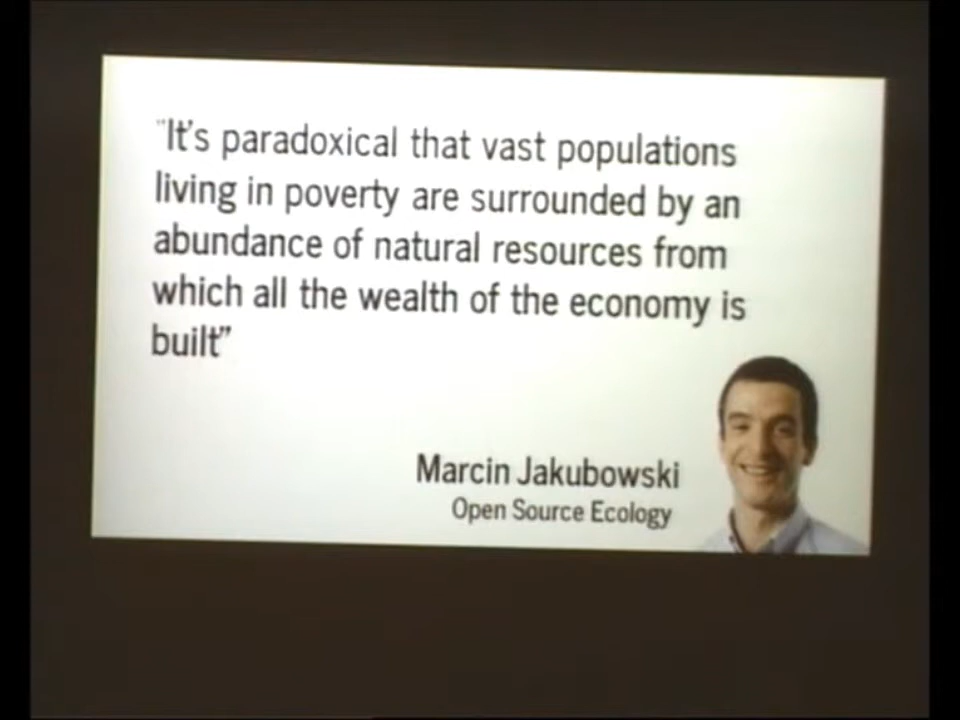 "It's paradoxical that vast populations
living in poverty are surrounded by an
abundance of natural resources from
which all the wealth of the economy is
built"
Marcin Jakubowski
Open Source Ecology